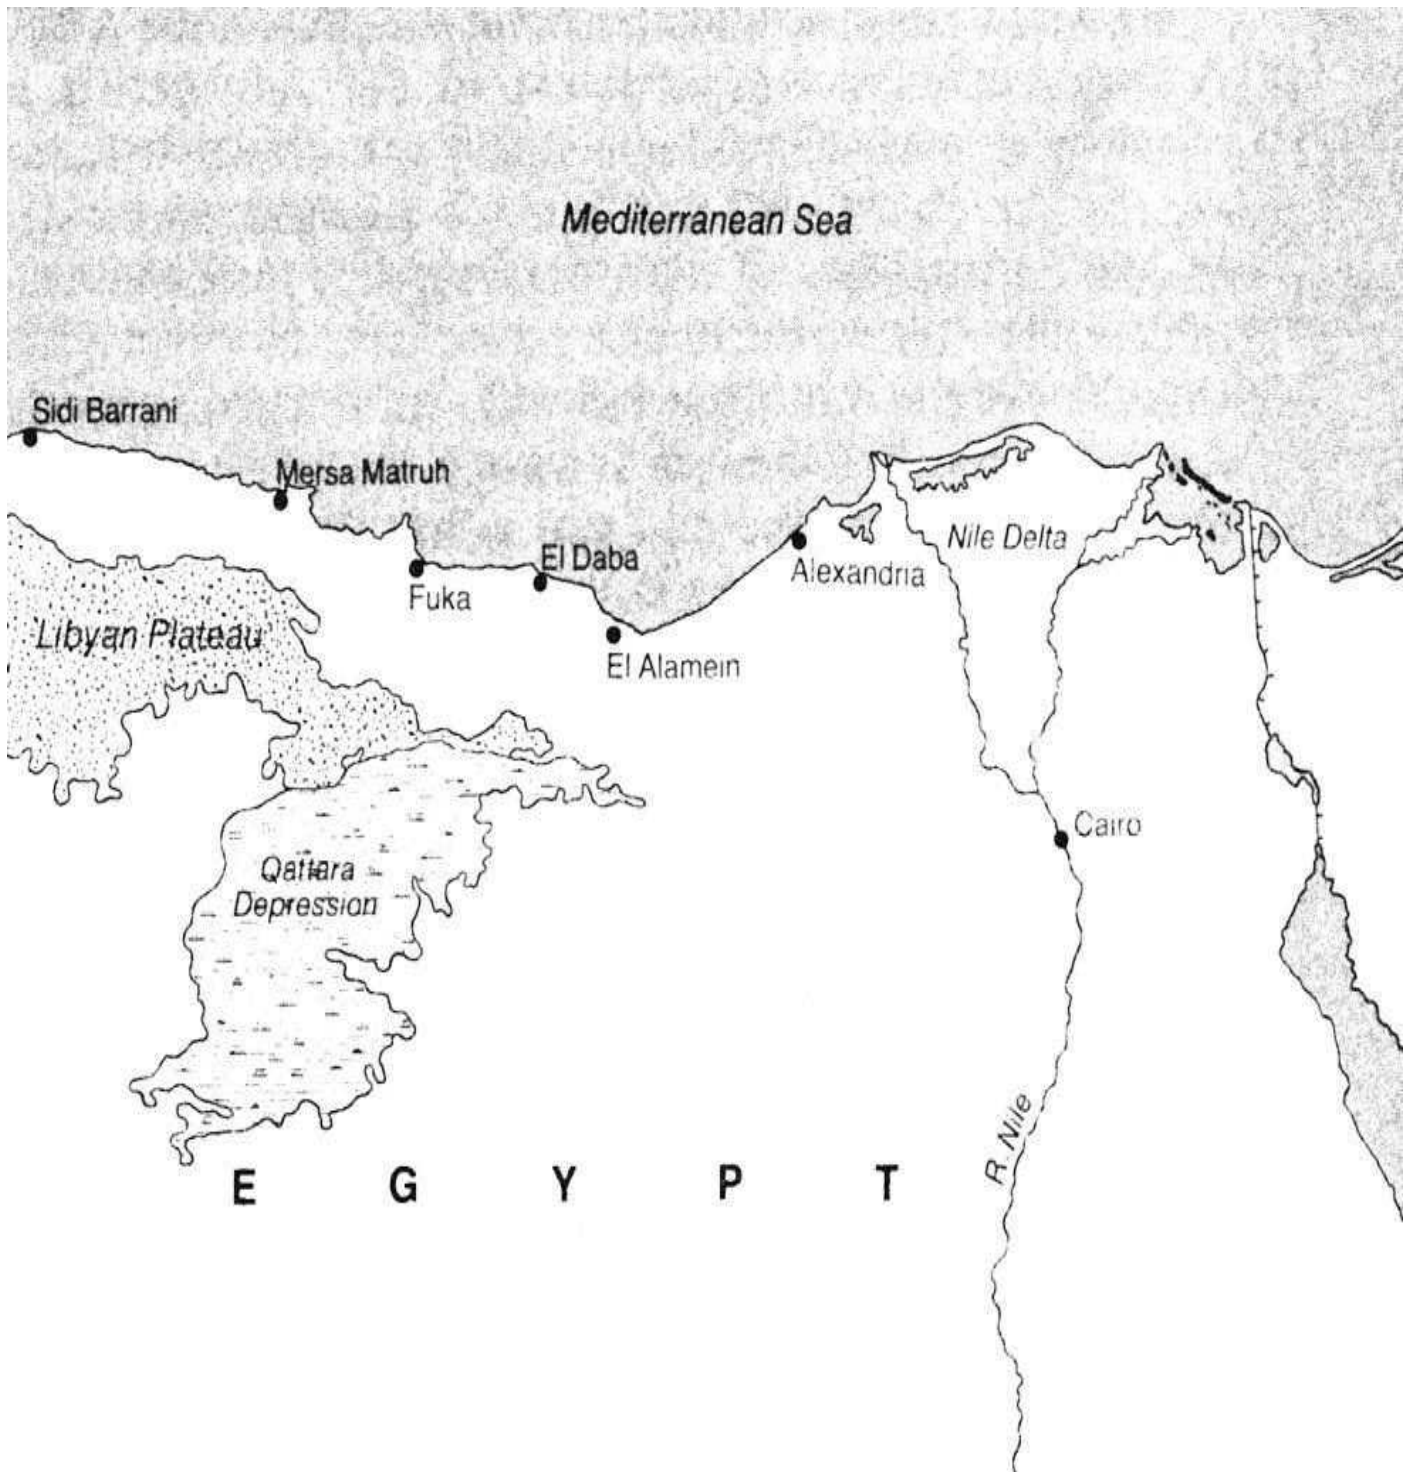 Mediterranean Sea
Sidi Barrani
Mersa Matruh
El Daba
Fuka
Alexandria
Nile Delta
Libyan Plateau
El Alamein
Cairo
Qattara
Depression
R. Nile
E G Y P T